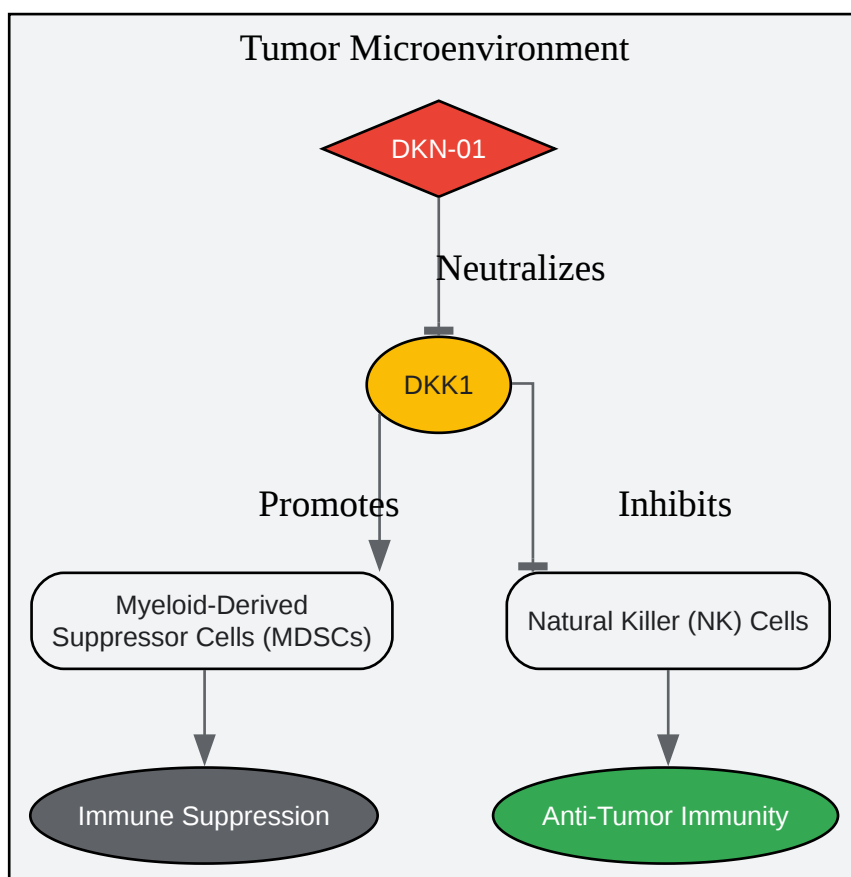 Tumor Microenvironment
DKN-01
Neutralizes
DKK1
Promotes
Inhibits
Myeloid-Derived
Suppressor Cells (MDSCs)
Natural Killer (NK) Cells
Immune Suppression
Anti-Tumor Immunity